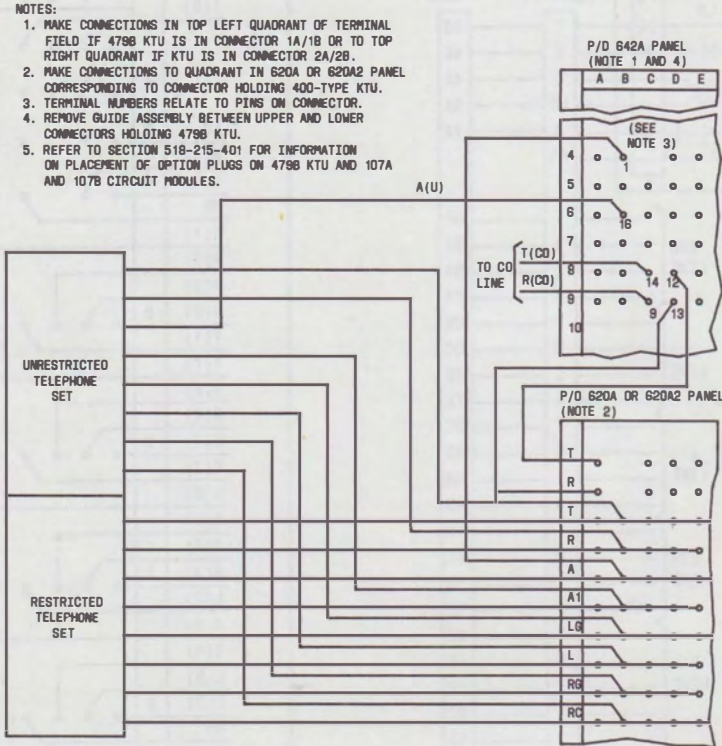 NOTES:
1. MAKE CONNECTIONS IN TOP LEFT QUADRANT OF TERMINAL
FIELD IF 479B KTU IS IN CONNECTOR 1A/1B OR TO TOP
RIGHT QUADRANT IF KTU IS IN CONNECTOR 2A/2B.
2. MAKE CONNECTIONS TO QUADRANT IN 620A OR 620A2 PANEL
CORRESPONDING TO CONNECTOR HOLDING 400-TYPE KTU.
3. TERMINAL NUMBERS RELATE TO PINS ON CONNECTOR.
4. REMOVE GUIDE ASSEMBLY BETWEEN UPPER AND LOWER
CONNECTORS HOLDING 479B KTU.
5. REFER TO SECTION 518-215-401 FOR INFORMATION
ON PLACEMENT OF OPTION PLUGS ON 479B KTU AND 107A
AND 107B CIRCUIT MODULES.
P/O 642A PANEL
(NOTE 1 AND 4)
A B C D E
(SEE
NOTE 3)
4
1
5
A(U)
6
16
7
T(CO)
8
14 12
TO CO
LINE
R(CO)
9
9 13
10
UNRESTRICTED
TELEPHONE
SET
P/O 620A OR 620A2 PANEL
(NOTE 2)
T
R
T
R
A
A1
LG
L
RG
RC
RESTRICTED
TELEPHONE
SET